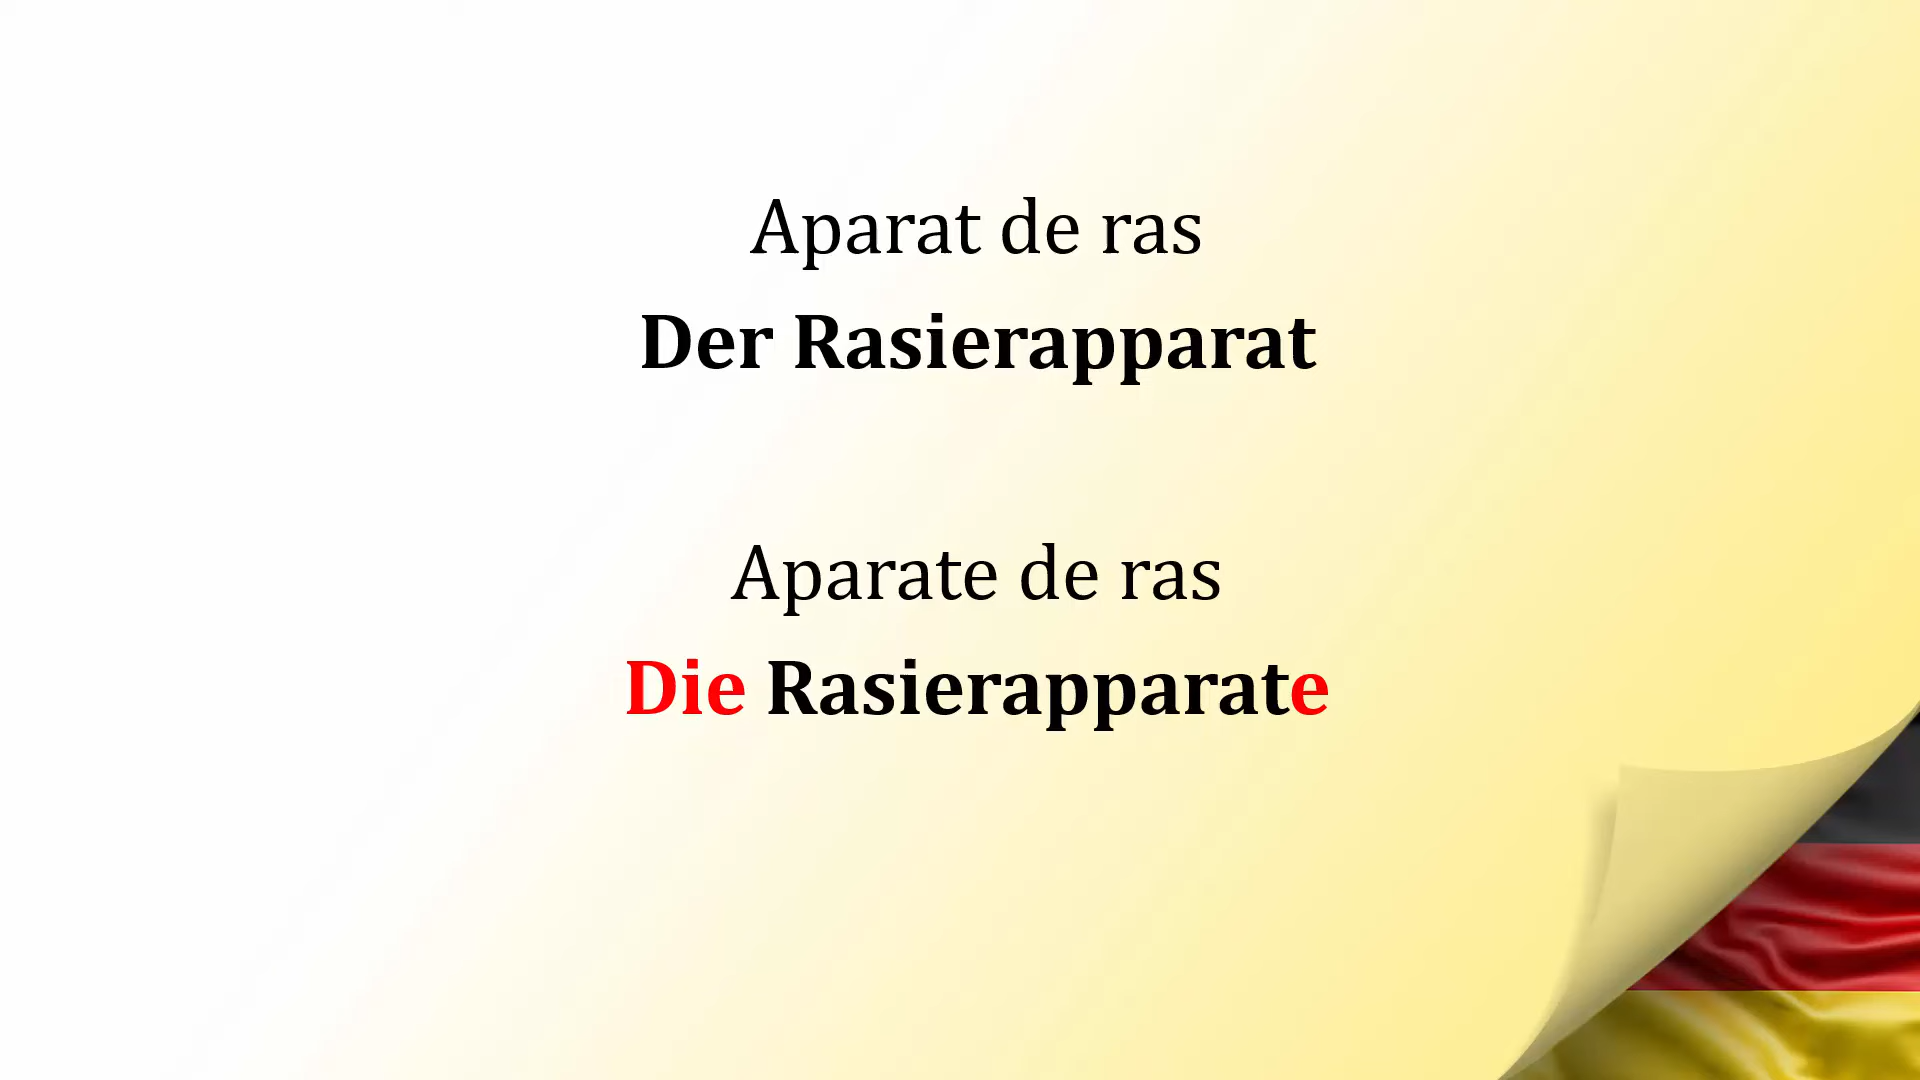 Aparat de ras
Der Rasierapparat
Aparate de ras
Die Rasierapparate